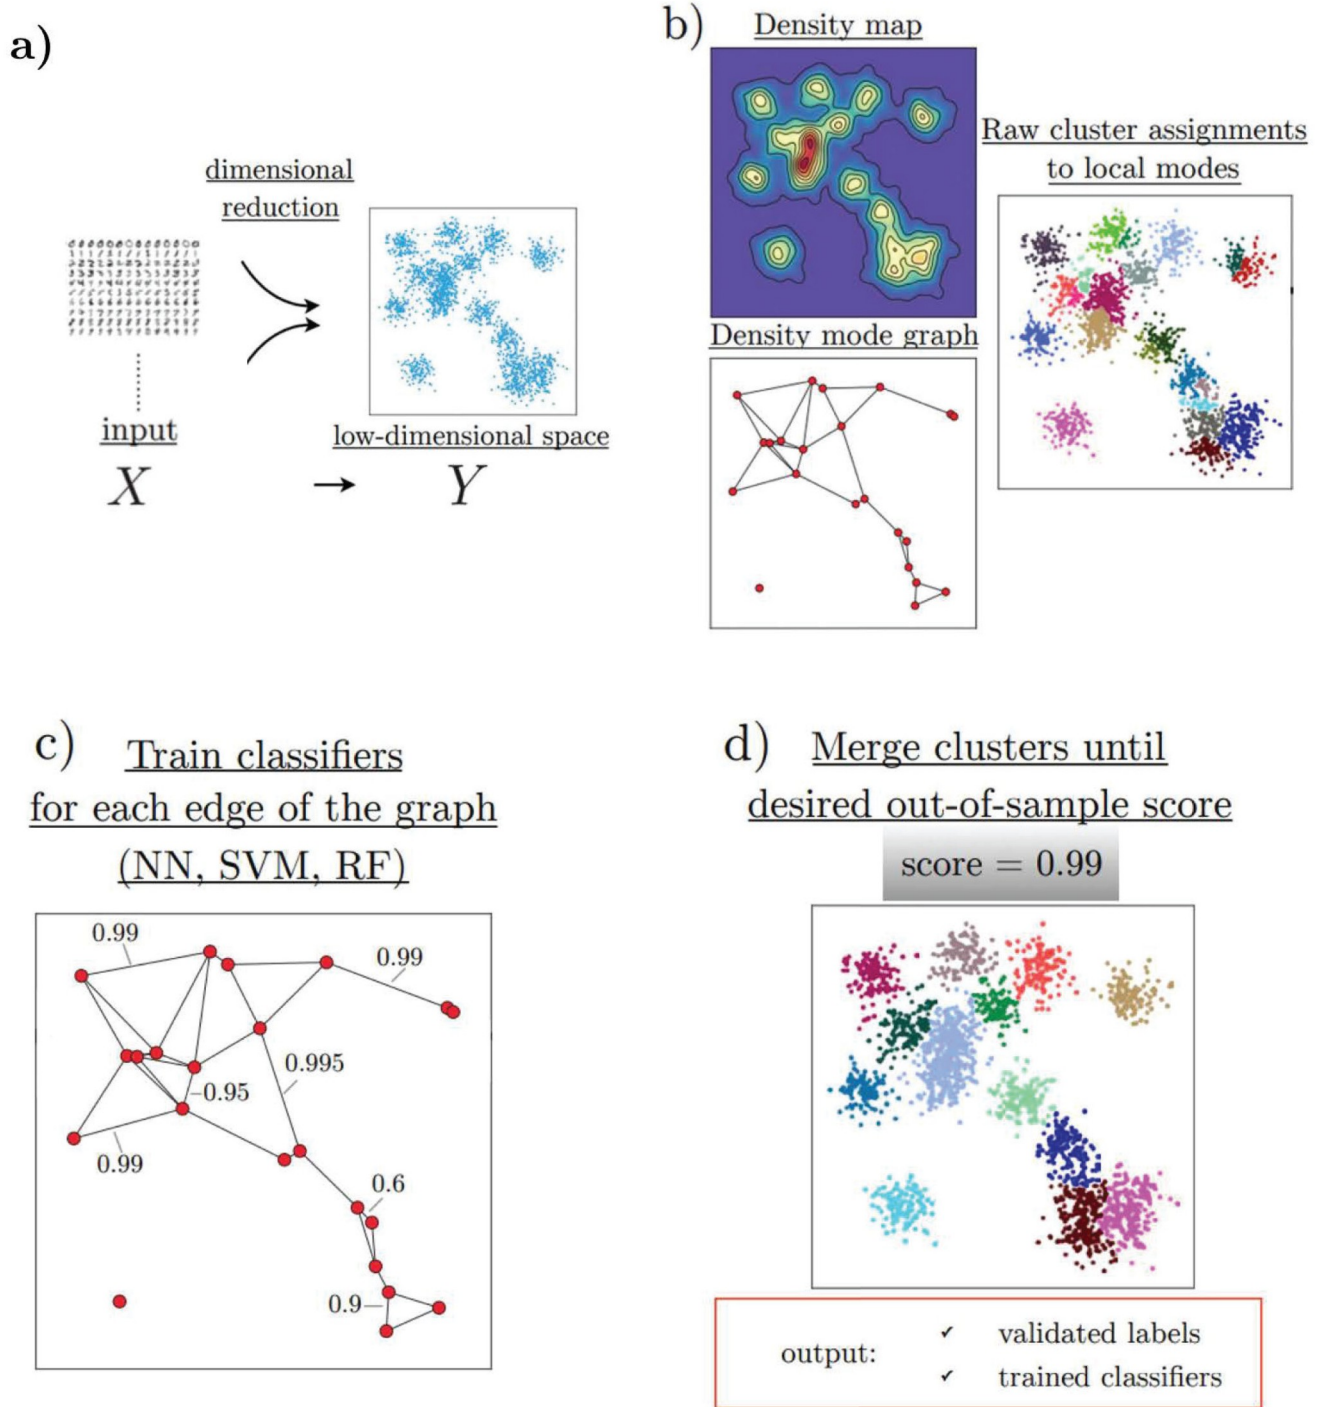 a)
dimensional
reduction
input
X
→
low-dimensional space
Y
b)
Density map
Density mode graph
Raw cluster assignments
to local modes
c)
Train classifiers
for each edge of the graph
(NN, SVM, RF)
0.99
0.99
0.995
0.95
0.99
0.6
0.9
d)
Merge clusters until
desired out-of-sample score
score = 0.99
output:
✓ validated labels
✓ trained classifiers